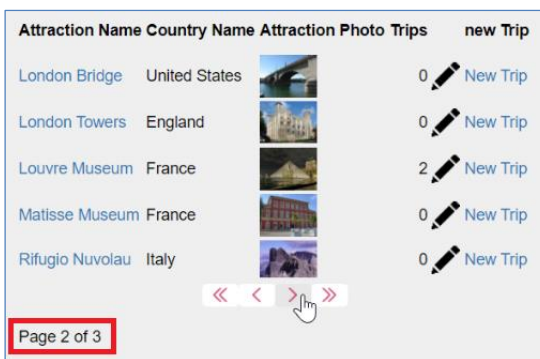 Attraction Name Country Name Attraction Photo Trips new Trip
London Bridge United States 0 New Trip
London Towers England 0 New Trip
Louvre Museum France 2 New Trip
Matisse Museum France 0 New Trip
Rifugio Nuvolau Italy 0 New Trip
Page 2 of 3